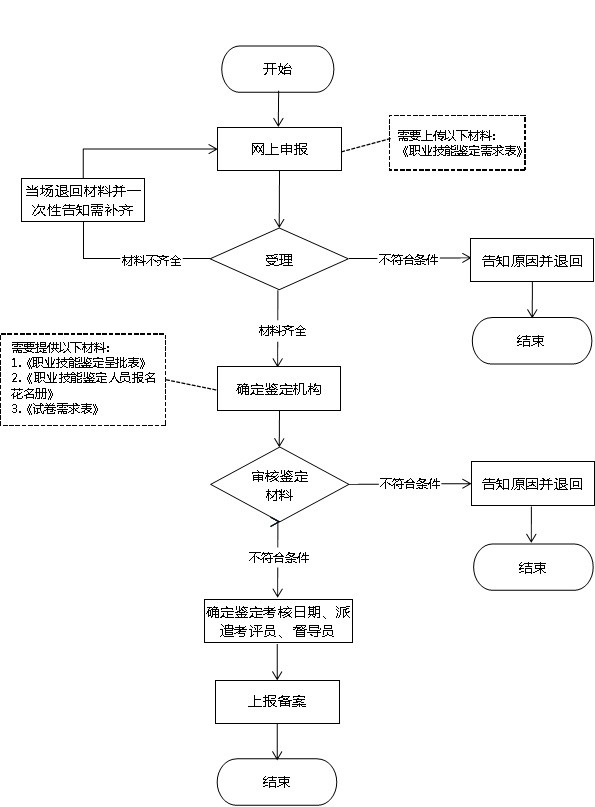 开始
网上申报
需要上传以下材料：
《职业技能鉴定需求表》
当场退回材料并一
次性告知需补齐
材料不齐全
受理
不符合条件
告知原因并退回
结束
材料齐全
需要提供以下材料：
1.《职业技能鉴定呈批表》
2.《职业技能鉴定人员报名
花名册》
3.《试卷需求表》
确定鉴定机构
审核鉴定
材料
不符合条件
告知原因并退回
结束
不符合条件
确定鉴定考核日期、派
遣考评员、督导员
上报备案
结束